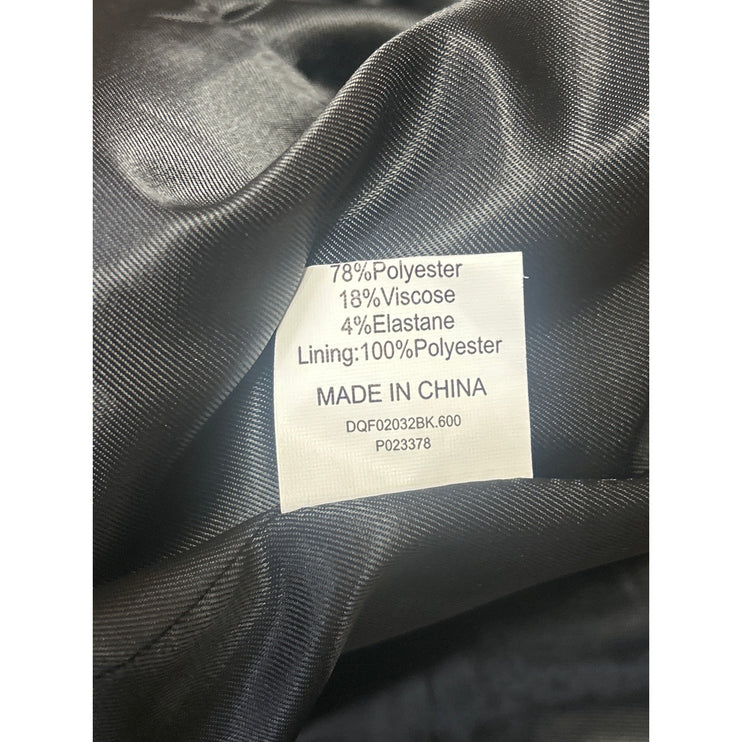 78%Polyester
18%Viscose
4%Elastane
Lining:100%Polyester
MADE IN CHINA
DQF02032BK.600
P023378